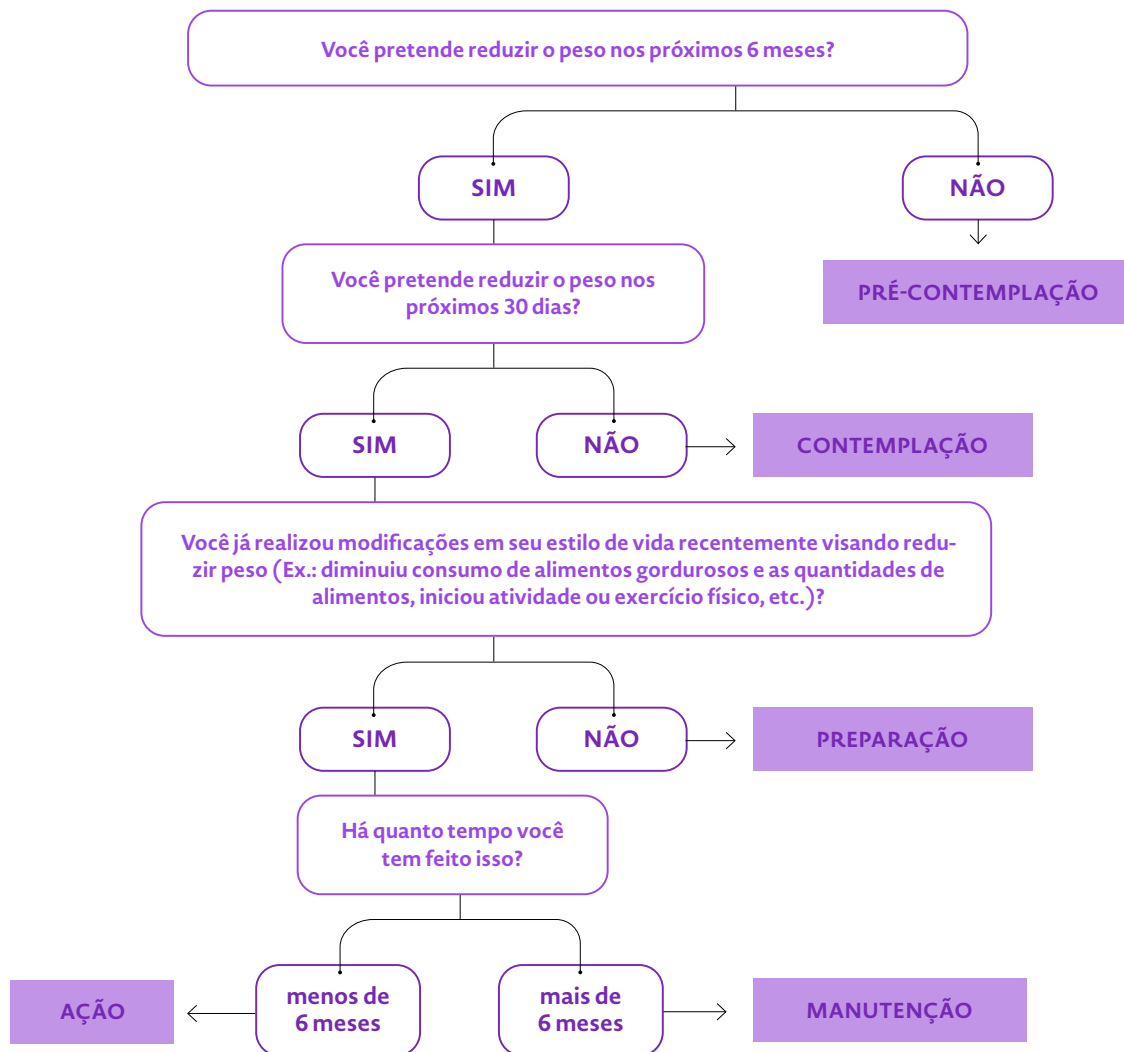 Você pretende reduzir o peso nos próximos 6 meses?
SIM
NÃO
Você pretende reduzir o peso nos
próximos 30 dias?
PRÉ-CONTEMPLAÇÃO
SIM
NÃO
CONTEMPLAÇÃO
Você já realizou modificações em seu estilo de vida recentemente visando redu-
zir peso (Ex.: diminuiu consumo de alimentos gordurosos e as quantidades de
alimentos, iniciou atividade ou exercício físico, etc.)?
SIM
NÃO
PREPARAÇÃO
Há quanto tempo você
tem feito isso?
AÇÃO
menos de
6 meses
mais de
6 meses
MANUTENÇÃO